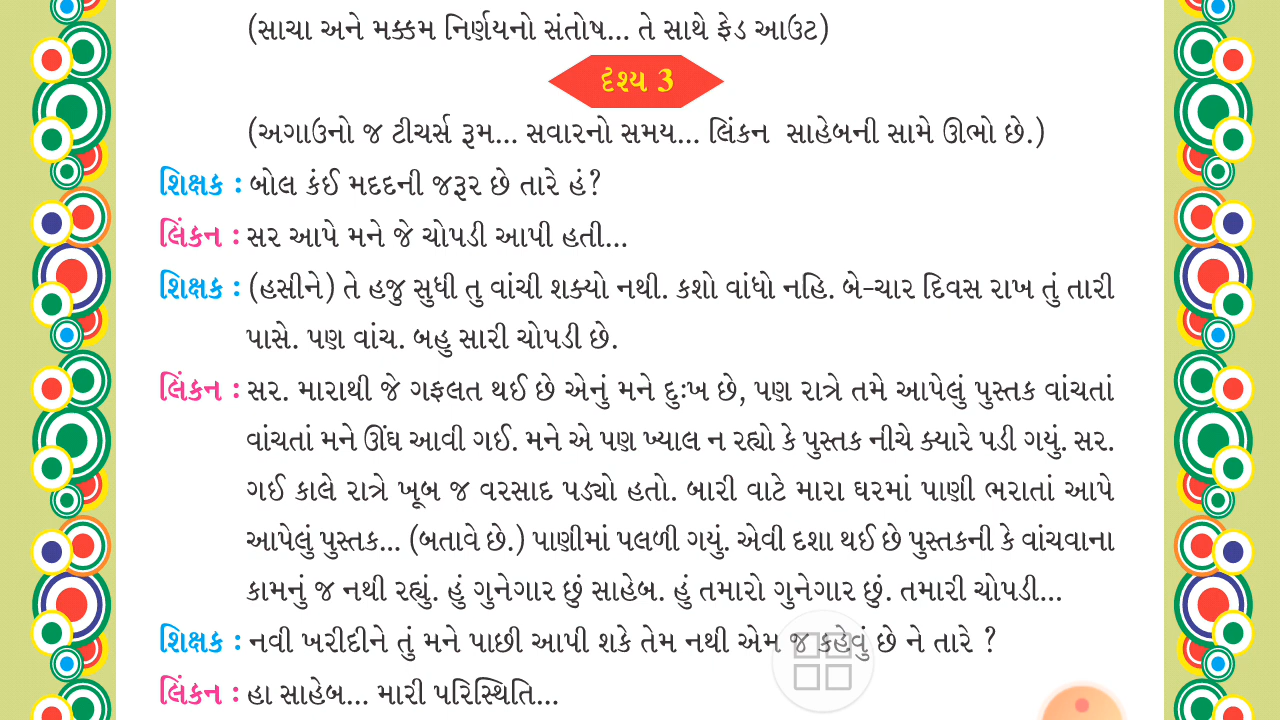 (સાચા અને મક્કમ નિર્ણયનો સંતોષ... તે સાથે ફેડ આઉટ)
દૃશ્ય 3
(અગાઉનો જ ટીચર્સ રૂમ... સવારનો સમય... લિંકન સાહેબની સામે ઊભો છે.)
શિક્ષક : બોલ કંઈ મદદની જરૂર છે તારે હં?
લિંકન : સર આપે મને જે ચોપડી આપી હતી...
શિક્ષક : (હસીને) તે હજુ સુધી તુ વાંચી શક્યો નથી. કશો વાંધો નહિ. બે-ચાર દિવસ રાખ તું તારી
પાસે. પણ વાંચ. બહુ સારી ચોપડી છે.
લિંકન : સર. મારાથી જે ગફલત થઈ છે એનું મને દુઃખ છે, પણ રાત્રે તમે આપેલું પુસ્તક વાંચતાં
વાંચતાં મને ઊંઘ આવી ગઈ. મને એ પણ ખ્યાલ ન રહ્યો કે પુસ્તક નીચે ક્યારે પડી ગયું. સર.
ગઈ કાલે રાત્રે ખૂબ જ વરસાદ પડ્યો હતો. બારી વાટે મારા ઘરમાં પાણી ભરાતાં આપે
આપેલું પુસ્તક... (બતાવે છે.) પાણીમાં પલળી ગયું. એવી દશા થઈ છે પુસ્તકની કે વાંચવાના
કામનું જ નથી રહ્યું. હું ગુનેગાર છું સાહેબ. હું તમારો ગુનેગાર છું. તમારી ચોપડી...
શિક્ષક : નવી ખરીદીને તું મને પાછી આપી શકે તેમ નથી એમ જ કહેવું છે ને તારે ?
લિંકન : હા સાહેબ... મારી પરિસ્થિતિ...